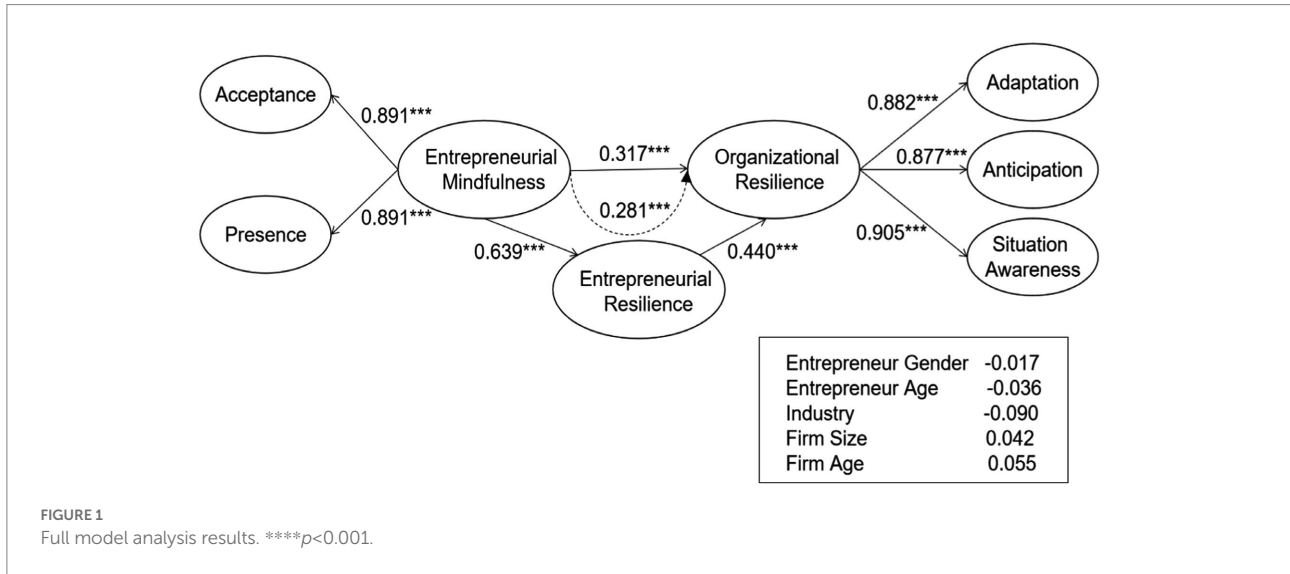 Acceptance
0.891***
Presence
0.891***
Entrepreneurial
Mindfulness
0.317***
0.281***
0.639***
Entrepreneurial
Resilience
0.440***
Organizational
Resilience
0.882***
Adaptation
0.877***
Anticipation
0.905***
Situation
Awareness
Entrepreneur Gender -0.017
Entrepreneur Age -0.036
Industry -0.090
Firm Size 0.042
Firm Age 0.055
FIGURE 1
Full model analysis results. ****p<0.001.